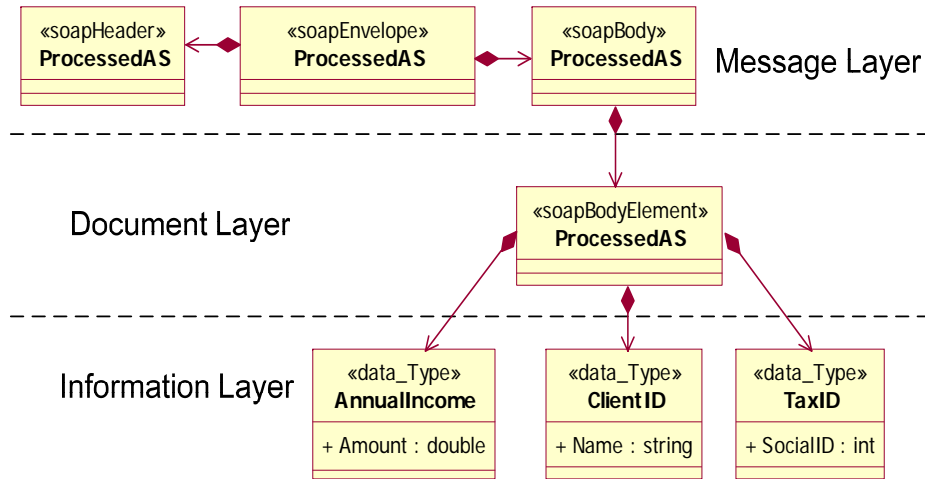 «soapHeader»
ProcessedAS
«soapEnvelope»
ProcessedAS
«soapBody»
ProcessedAS
Message Layer
Document Layer
«soapBodyElement»
ProcessedAS
Information Layer
«data_Type»
AnnualIncome
+ Amount : double
«data_Type»
ClientID
+ Name : string
«data_Type»
TaxID
+ SocialID : int